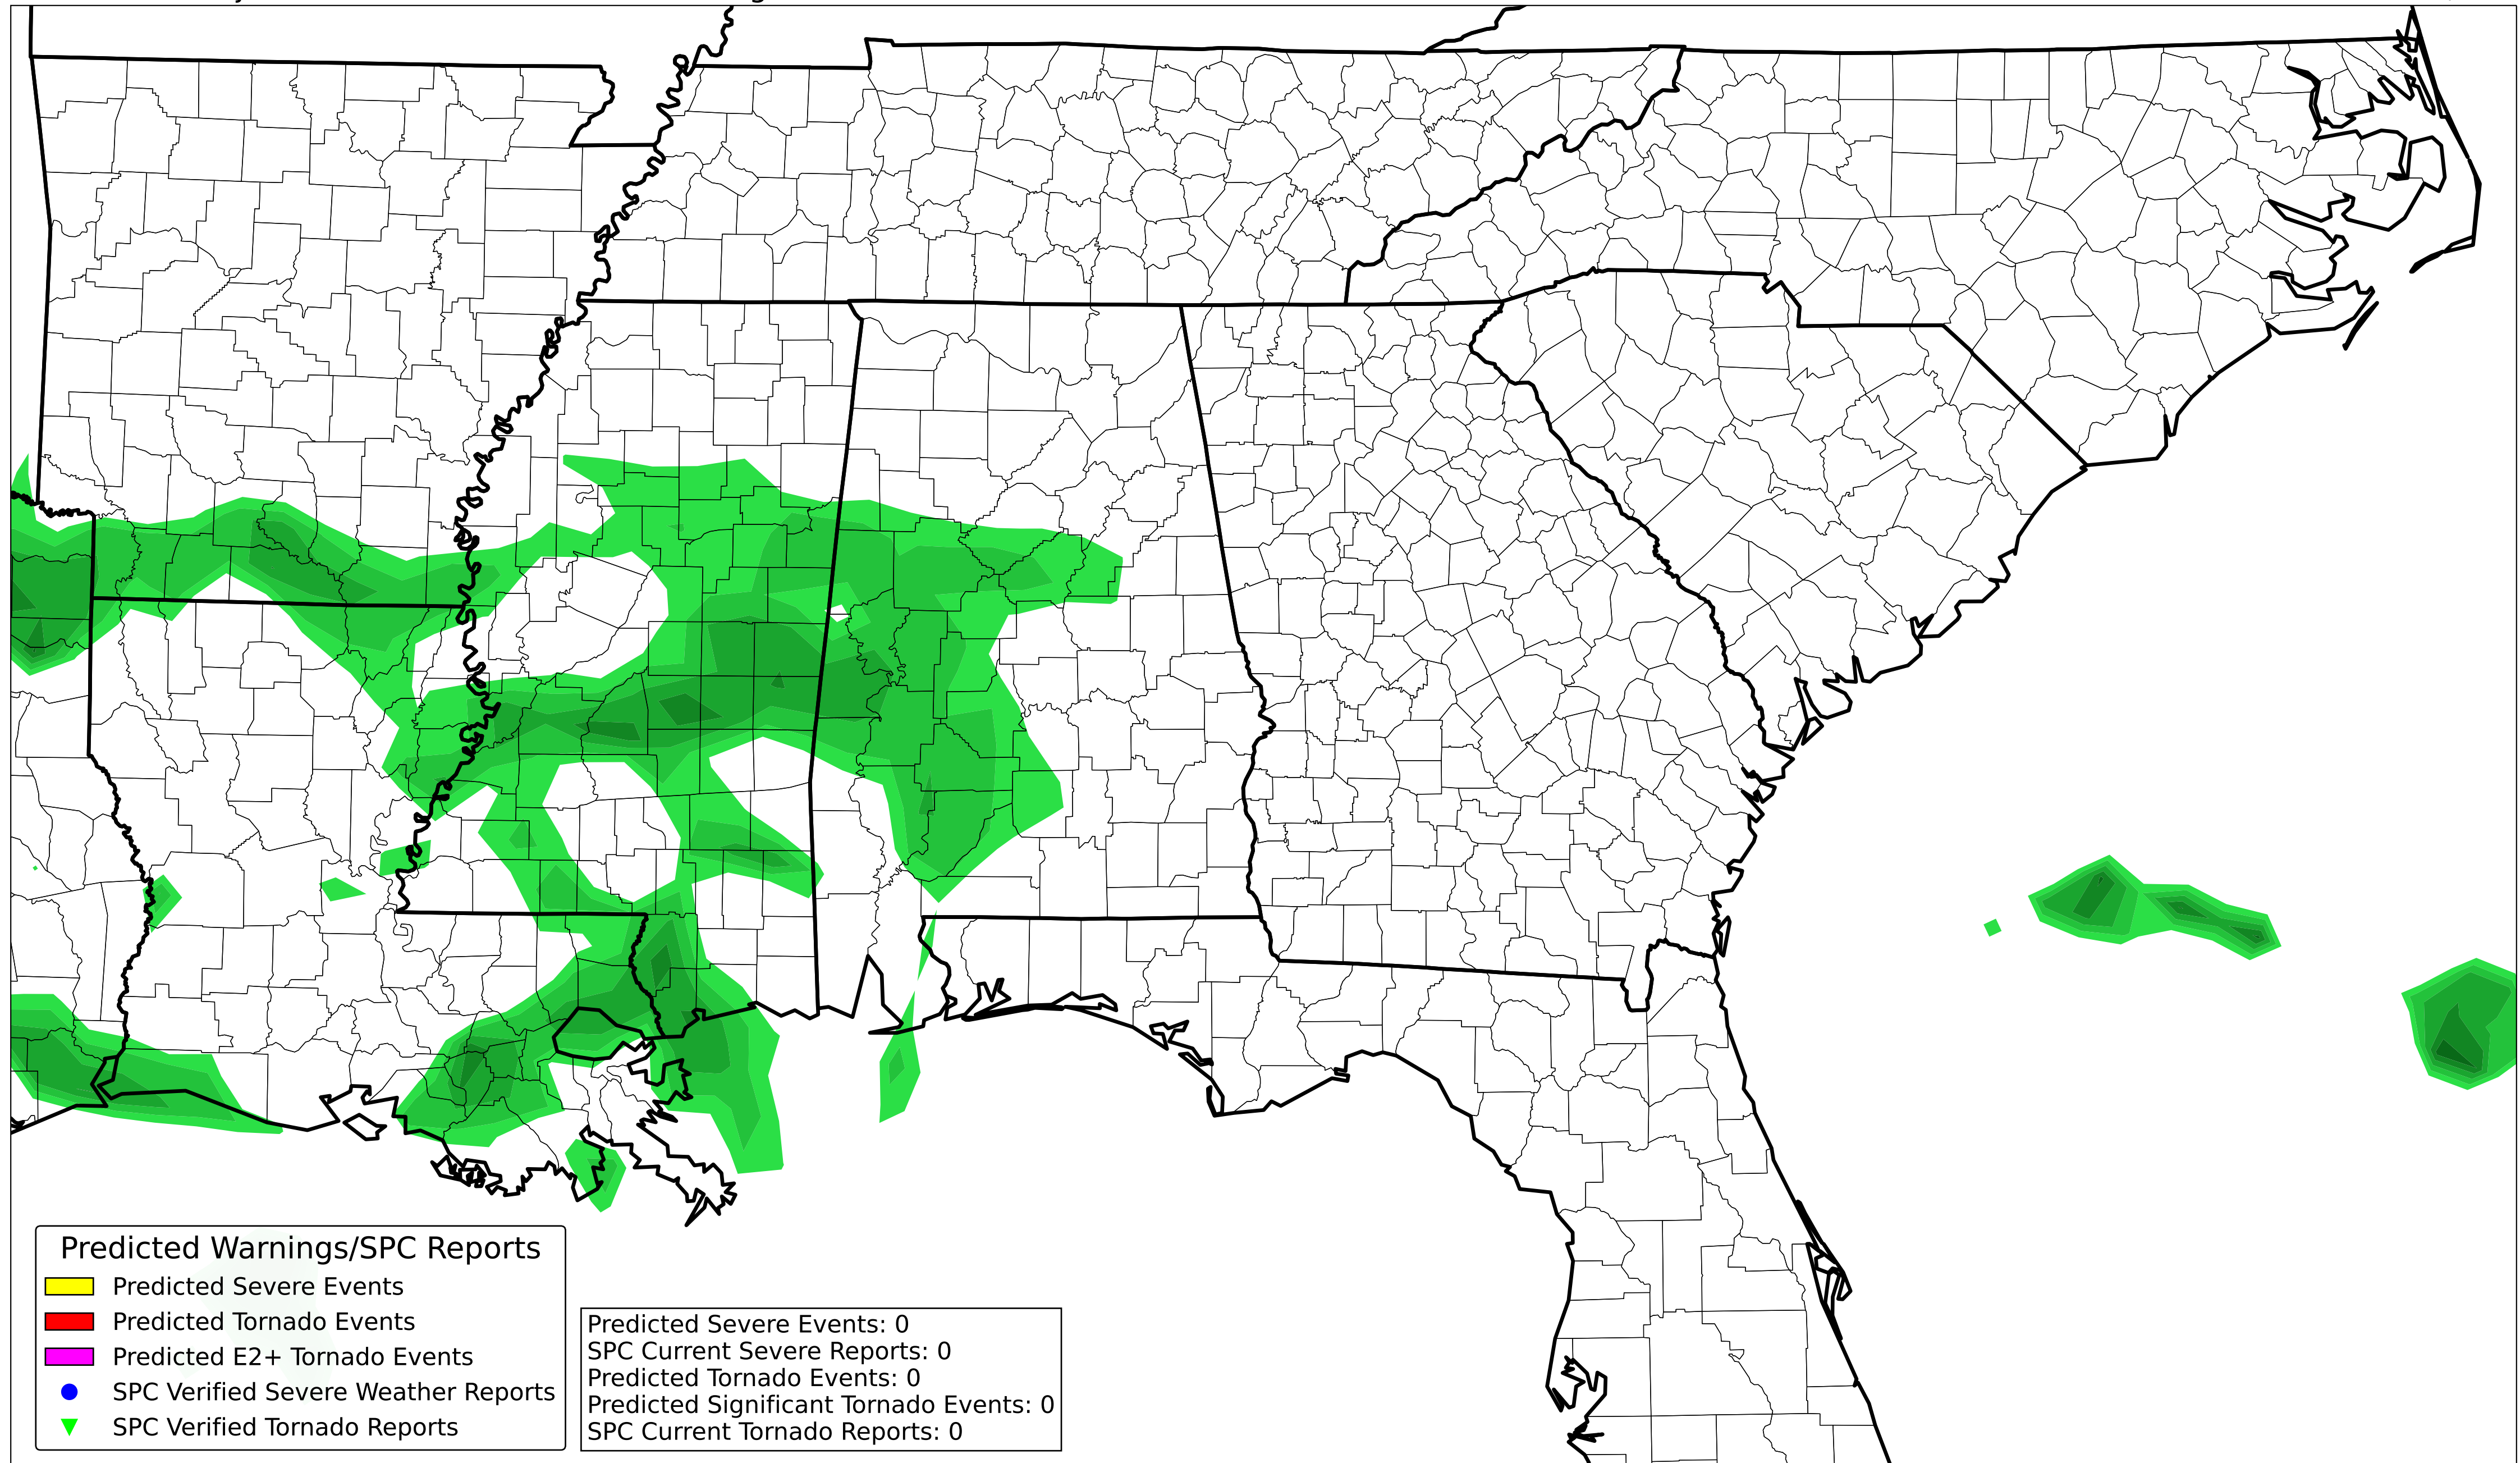 Predicted Warnings/SPC Reports
Predicted Severe Events
Predicted Tornado Events
Predicted E2+ Tornado Events
SPC Verified Severe Weather Reports
SPC Verified Tornado Reports
Predicted Severe Events: 0
SPC Current Severe Reports: 0
Predicted Tornado Events: 0
Predicted Significant Tornado Events: 0
SPC Current Tornado Reports: 0